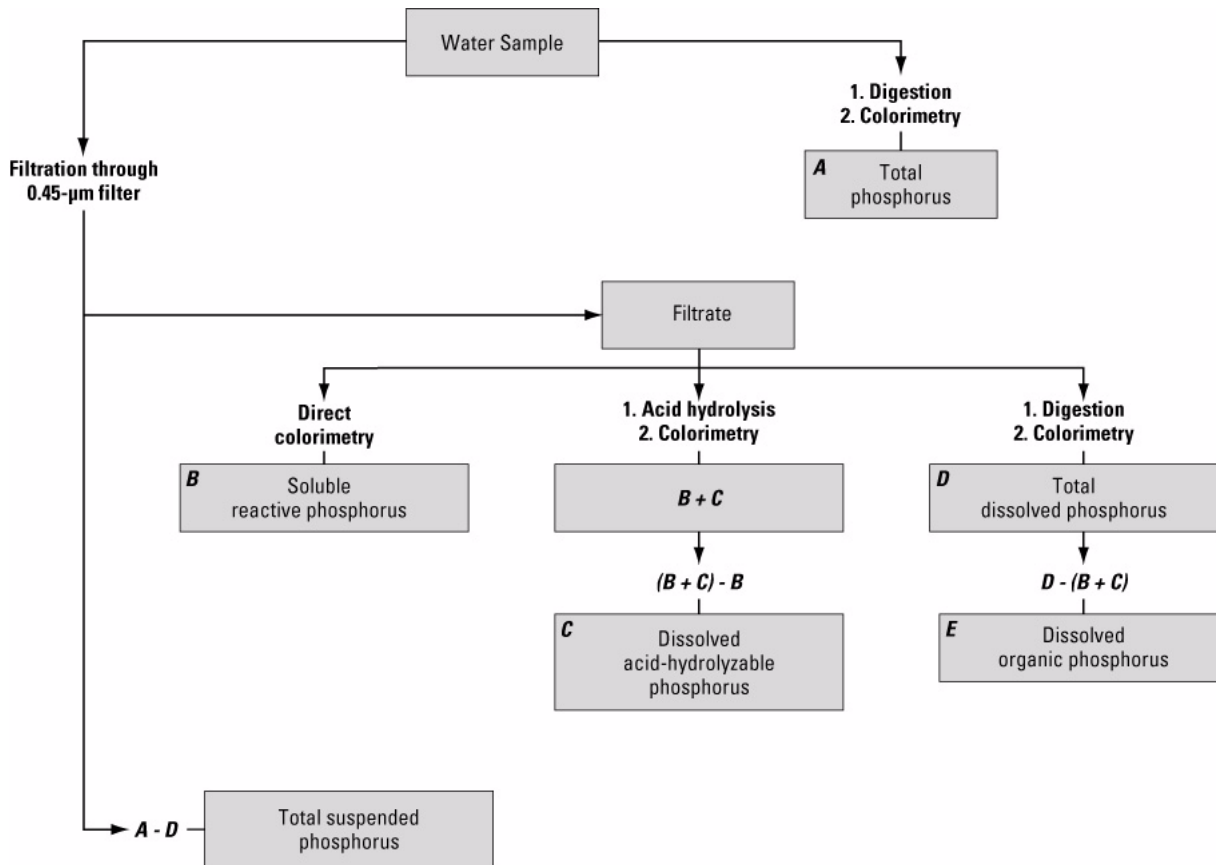 Water Sample
1. Digestion
2. Colorimetry
A
Total
phosphorus
Filtration through
0.45-µm filter
Filtrate
Direct
colorimetry
B
Soluble
reactive phosphorus
1. Acid hydrolysis
2. Colorimetry
B + C
(B + C) - B
C
Dissolved
acid-hydrolyzable
phosphorus
1. Digestion
2. Colorimetry
D
Total
dissolved phosphorus
D - (B + C)
E
Dissolved
organic phosphorus
A - D
Total suspended
phosphorus